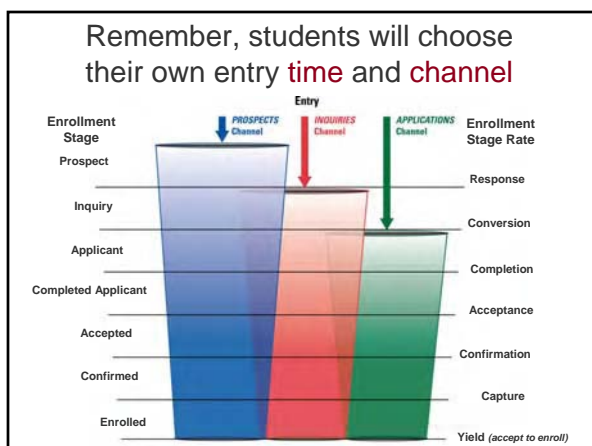 Remember, students will choose
their own entry time and channel
Entry
Enrollment
Stage
PROSPECTS
Channel
INQUIRIES
Channel
APPLICATIONS
Channel
Enrollment
Stage Rate
Prospect
Response
Inquiry
Conversion
Applicant
Completion
Completed Applicant
Acceptance
Accepted
Confirmation
Confirmed
Capture
Enrolled
Yield (accept to enroll)